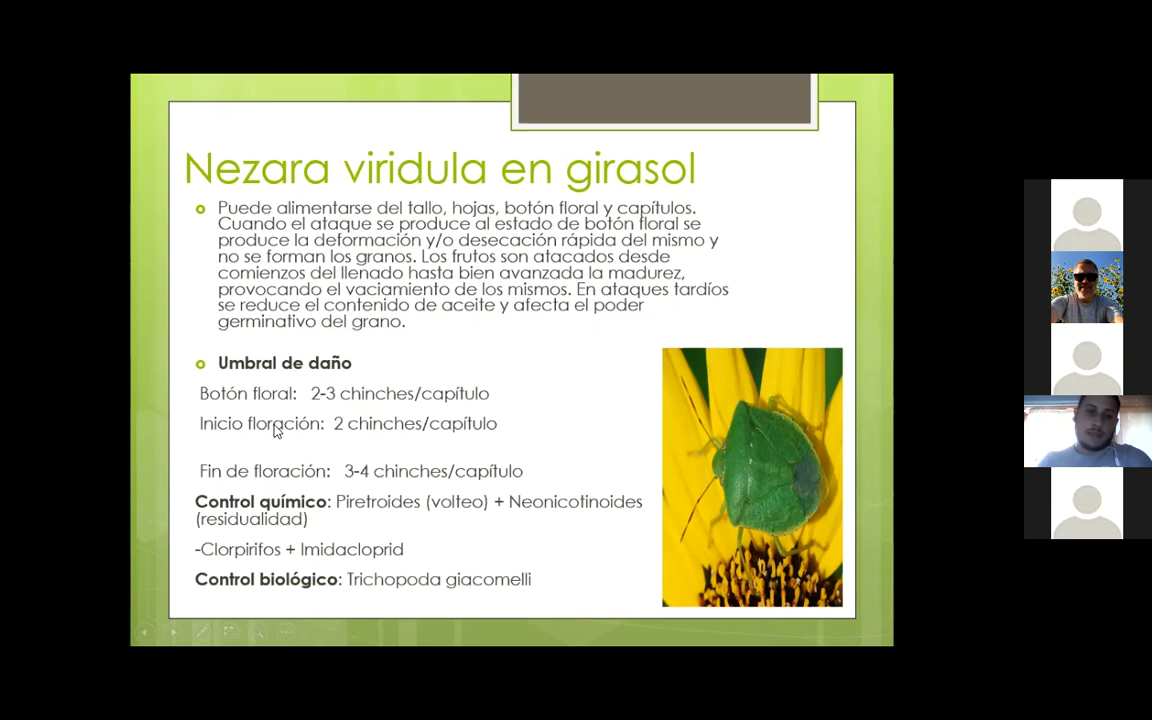 Nezara viridula en girasol
Puede alimentarse del tallo, hojas, botón floral y capítulos.
Cuando el ataque se produce al estado de botón floral se
produce la deformación y/o desecación rápida del mismo y
no se forman los granos. Los frutos son atacados desde
comienzos del llenado hasta bien avanzada la madurez,
provocando el vaciamiento de los mismos. En ataques tardíos
se reduce el contenido de aceite y afecta el poder
germinativo del grano.
Umbral de daño
Botón floral: 2-3 chinches/capítulo
Inicio floración: 2 chinches/capítulo
Fin de floración: 3-4 chinches/capítulo
Control químico: Piretroides (volteo) + Neonicotinoides
(residualidad)
-Clorpirifos + Imidacloprid
Control biológico: Trichopoda giacomelli